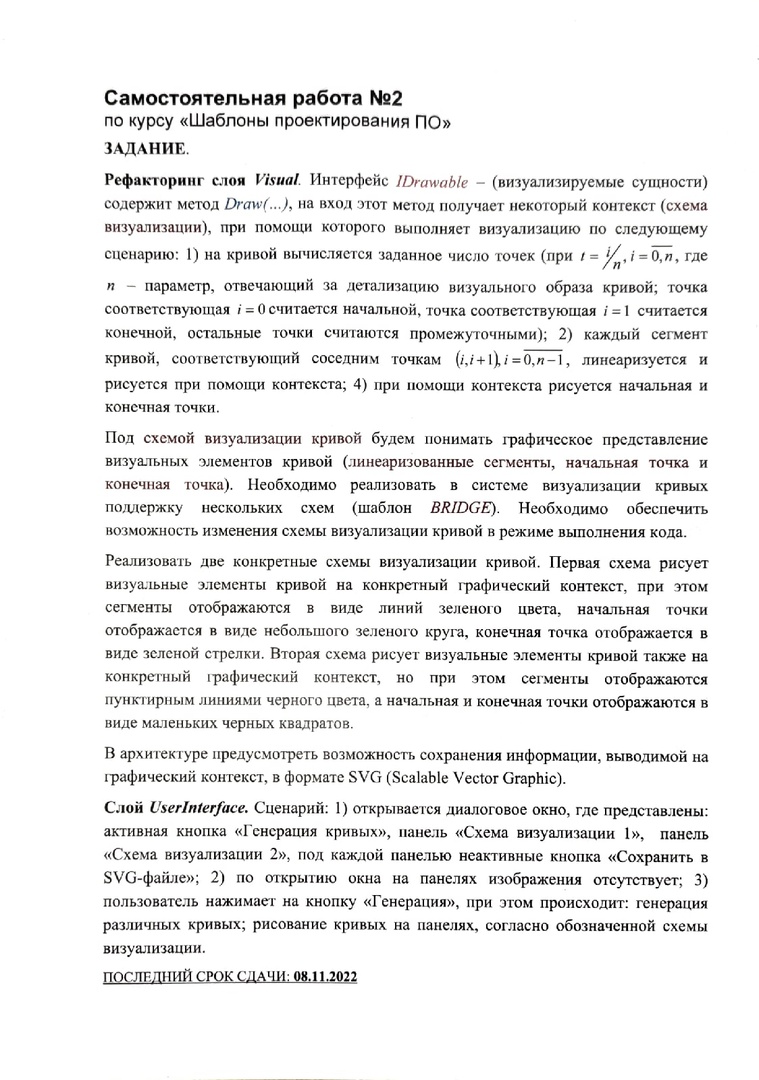 Самостоятельная работа №2
по курсу «Шаблоны проектирования ПО»
ЗАДАНИЕ.
Рефакторинг слоя Visual. Интерфейс IDrawable – (визуализируемые сущности)
содержит метод Draw(...), на вход этот метод получает некоторый контекст (схема
визуализации), при помощи которого выполняет визуализацию по следующему
сценарию: 1) на кривой вычисляется заданное число точек (при t = i/n, i = 0,n, где
n – параметр, отвечающий за детализацию визуального образа кривой; точка
соответствующая i = 0 считается начальной, точка соответствующая i = 1 считается
конечной, остальные точки считаются промежуточными); 2) каждый сегмент
кривой, соответствующий соседним точкам (i,i+1), i = 0,n−1, линеаризуется и
рисуется при помощи контекста; 4) при помощи контекста рисуется начальная и
конечная точки.
Под схемой визуализации кривой будем понимать графическое представление
визуальных элементов кривой (линеаризованные сегменты, начальная точка и
конечная точка). Необходимо реализовать в системе визуализации кривых
поддержку нескольких схем (шаблон BRIDGE). Необходимо обеспечить
возможность изменения схемы визуализации кривой в режиме выполнения кода.
Реализовать две конкретные схемы визуализации кривой. Первая схема рисует
визуальные элементы кривой на конкретный графический контекст, при этом
сегменты отображаются в виде линий зеленого цвета, начальная точки
отображается в виде небольшого зеленого круга, конечная точка отображается в
виде зеленой стрелки. Вторая схема рисует визуальные элементы кривой также на
конкретный графический контекст, но при этом сегменты отображаются
пунктирным линиями черного цвета, а начальная и конечная точки отображаются в
виде маленьких черных квадратов.
В архитектуре предусмотреть возможность сохранения информации, выводимой на
графический контекст, в формате SVG (Scalable Vector Graphic).
Слой UserInterface. Сценарий: 1) открывается диалоговое окно, где представлены:
активная кнопка «Генерация кривых», панель «Схема визуализации 1», панель
«Схема визуализации 2», под каждой панелью неактивные кнопка «Сохранить в
SVG-файле»; 2) по открытию окна на панелях изображения отсутствует; 3)
пользователь нажимает на кнопку «Генерация», при этом происходит: генерация
различных кривых; рисование кривых на панелях, согласно обозначенной схемы
визуализации.
ПОСЛЕДНИЙ СРОК СДАЧИ: 08.11.2022